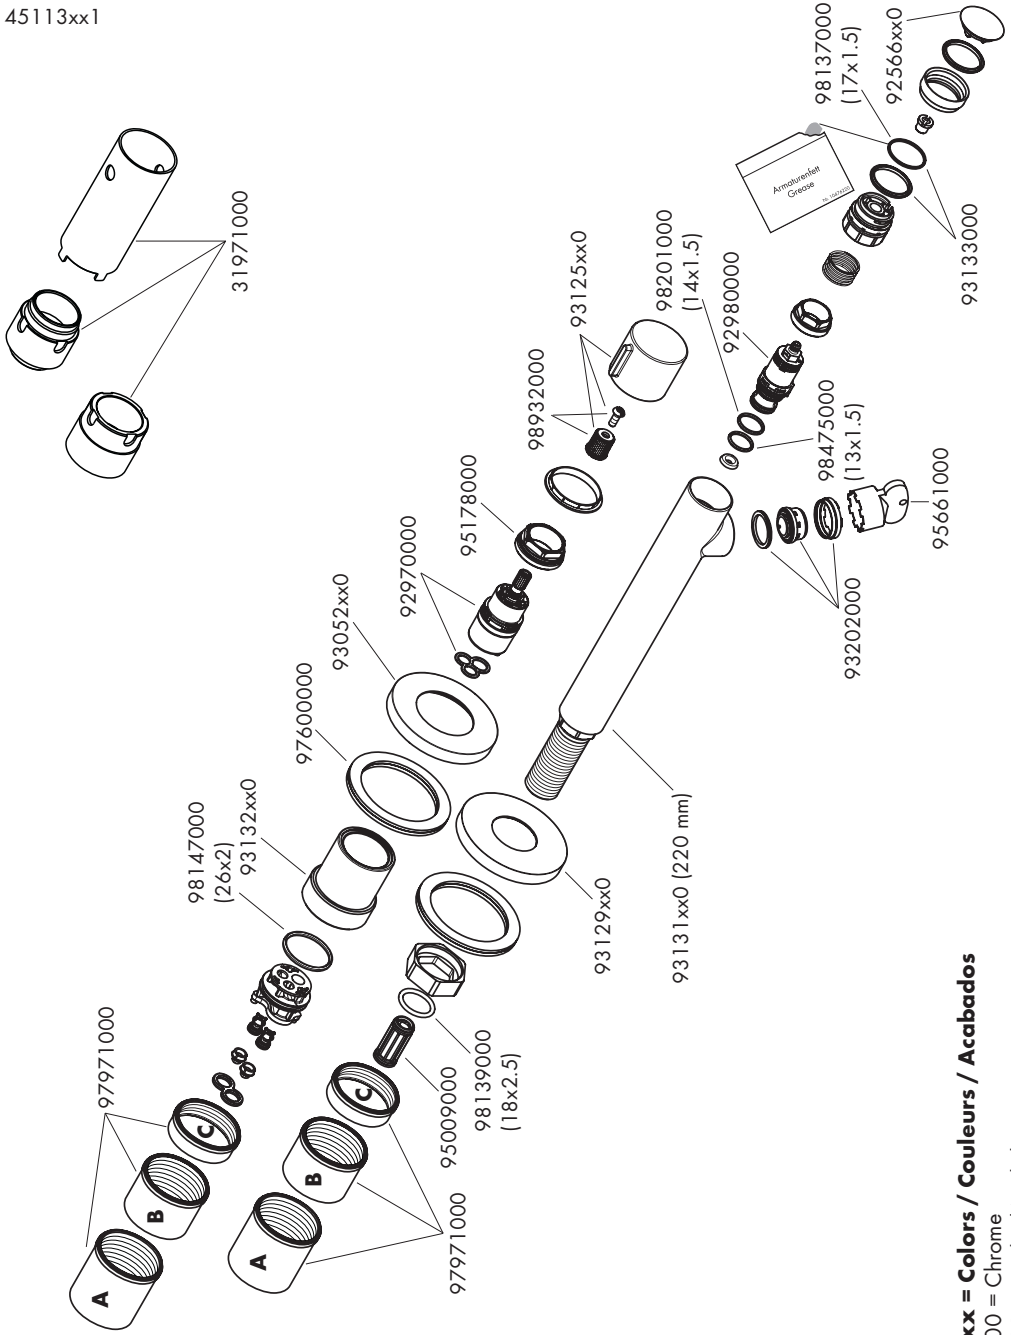 45113xx1
31971000
98137000
(17x1.5)
92566xx0
Armaturenfett
Grease
93133000
98201000
(14x1.5)
92980000
93125xx0
98932000
98475000
(13x1.5)
95661000
95178000
92970000
93202000
93052xx0
97600000
98147000
(26x2)
93132xx0
93131xx0 (220 mm)
93129xx0
97971000
A
B
C
A
B
C
98139000
(18x2.5)
95009000
97971000
xx = Colors / Couleurs / Acabados
00 = Chrome